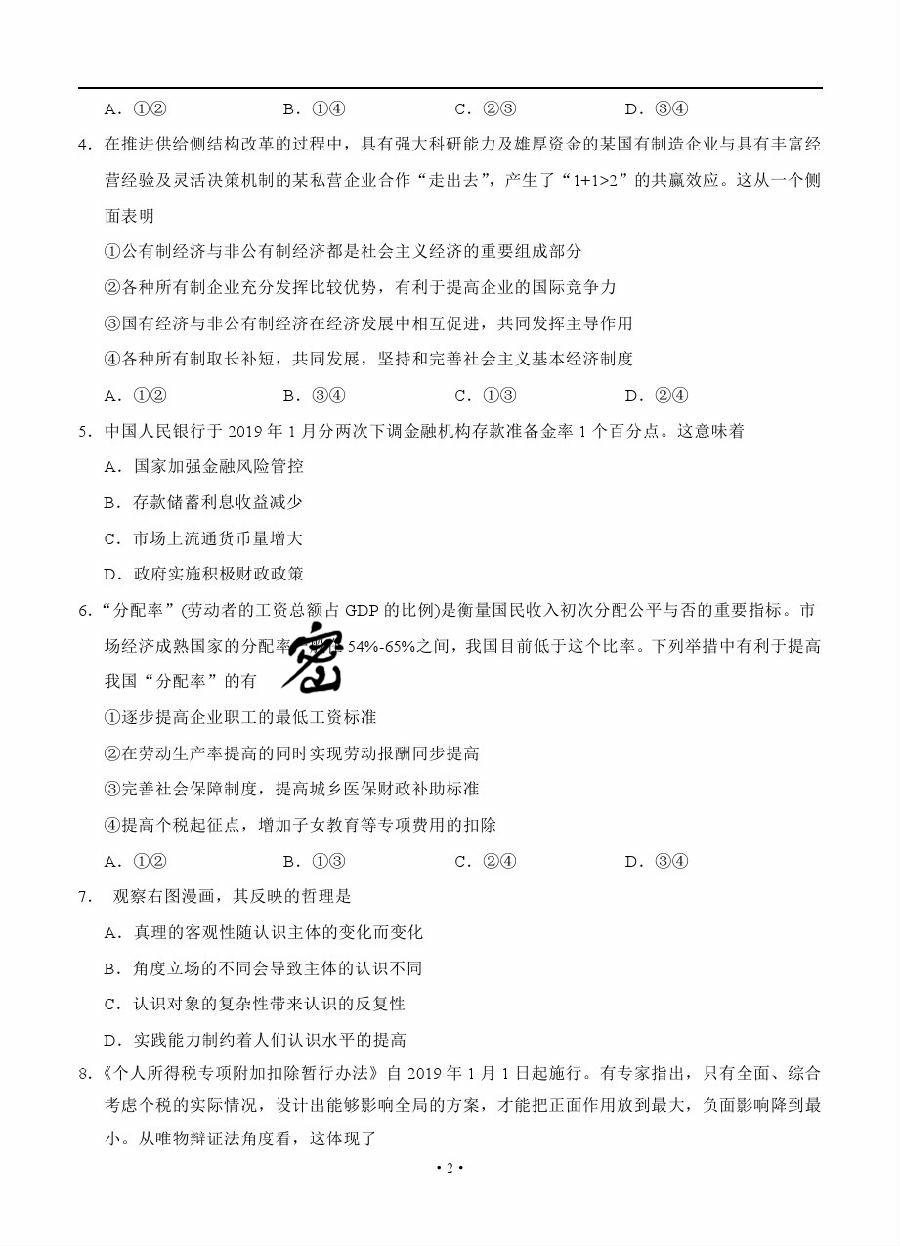 A．①② B．①④ C．②③ D．③④
4．在推进供给侧结构改革的过程中，具有强大科研能力及雄厚资金的某国有制造企业与具有丰富经
营经验及灵活决策机制的某私营企业合作“走出去”，产生了“1+1>2”的共赢效应。这从一个侧
面表明
①公有制经济与非公有制经济都是社会主义经济的重要组成部分
②各种所有制企业充分发挥比较优势，有利于提高企业的国际竞争力
③国有经济与非公有制经济在经济发展中相互促进，共同发挥主导作用
④各种所有制取长补短，共同发展，坚持和完善社会主义基本经济制度
A．①② B．③④ C．①③ D．②④
5．中国人民银行于 2019 年 1 月分两次下调金融机构存款准备金率 1 个百分点。这意味着
A．国家加强金融风险管控
B．存款储蓄利息收益减少
C．市场上流通货币量增大
D．政府实施积极财政政策
6．“分配率”(劳动者的工资总额占 GDP 的比例)是衡量国民收入初次分配公平与否的重要指标。市
场经济成熟国家的分配率 54%-65%之间，我国目前低于这个比率。下列举措中有利于提高
密
我国“分配率”的有
①逐步提高企业职工的最低工资标准
②在劳动生产率提高的同时实现劳动报酬同步提高
③完善社会保障制度，提高城乡医保财政补助标准
④提高个税起征点，增加子女教育等专项费用的扣除
A．①② B．①③ C．②④ D．③④
7． 观察右图漫画，其反映的哲理是
A．真理的客观性随认识主体的变化而变化
B．角度立场的不同会导致主体的认识不同
C．认识对象的复杂性带来认识的反复性
D．实践能力制约着人们认识水平的提高
8．《个人所得税专项附加扣除暂行办法》自 2019 年 1 月 1 日起施行。有专家指出，只有全面、综合
考虑个税的实际情况，设计出能够影响全局的方案，才能把正面作用放到最大，负面影响降到最
小。从唯物辩证法角度看，这体现了
·2·